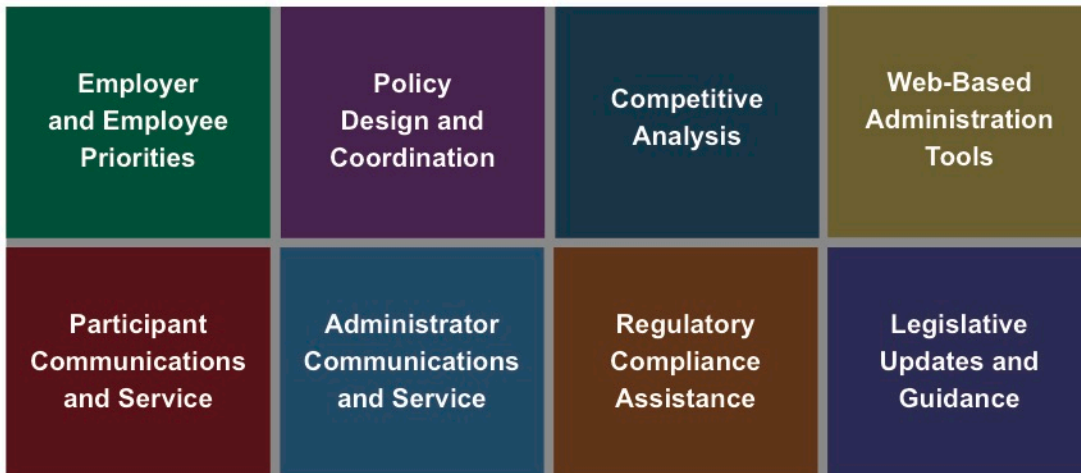 Employer
and Employee
Priorities
Policy
Design and
Coordination
Competitive
Analysis
Web-Based
Administration
Tools
Participant
Communications
and Service
Administrator
Communications
and Service
Regulatory
Compliance
Assistance
Legislative
Updates and
Guidance